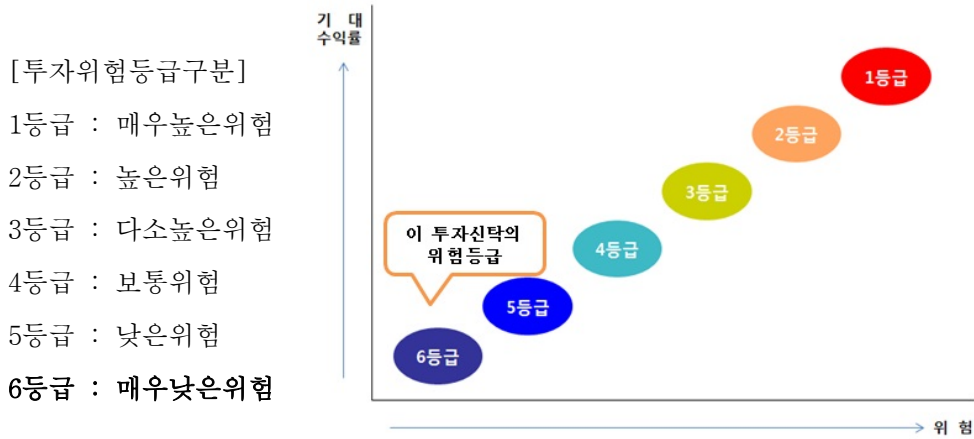 [투자위험등급구분]
1등급 : 매우높은위험
2등급 : 높은위험
3등급 : 다소높은위험
4등급 : 보통위험
5등급 : 낮은위험
6등급 : 매우낮은위험
기 대
수익률
1등급
2등급
3등급
이 투자신탁의
위험등급
4등급
5등급
6등급
위 험